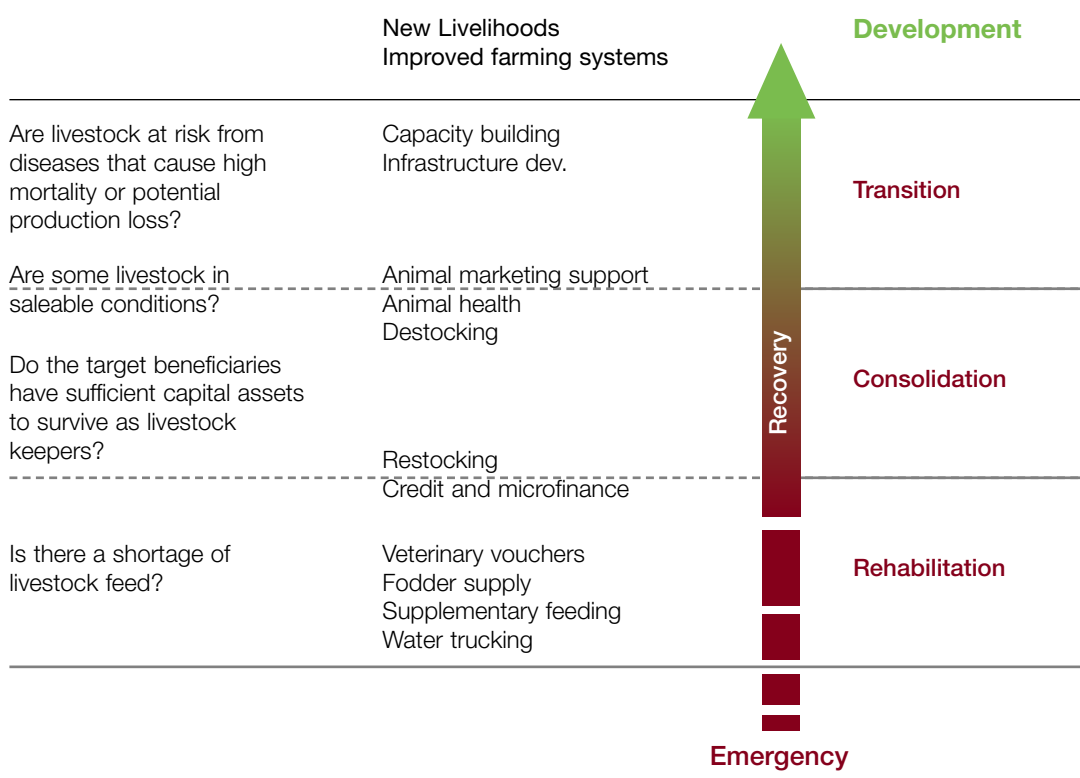 New Livelihoods
Improved farming systems
Development
Are livestock at risk from
diseases that cause high
mortality or potential
production loss?
Capacity building
Infrastructure dev.
Transition
Are some livestock in
saleable conditions?
Animal marketing support
Animal health
Destocking
Do the target beneficiaries
have sufficient capital assets
to survive as livestock
keepers?
Recovery
Consolidation
Restocking
Credit and microfinance
Is there a shortage of
livestock feed?
Veterinary vouchers
Fodder supply
Supplementary feeding
Water trucking
Rehabilitation
Emergency